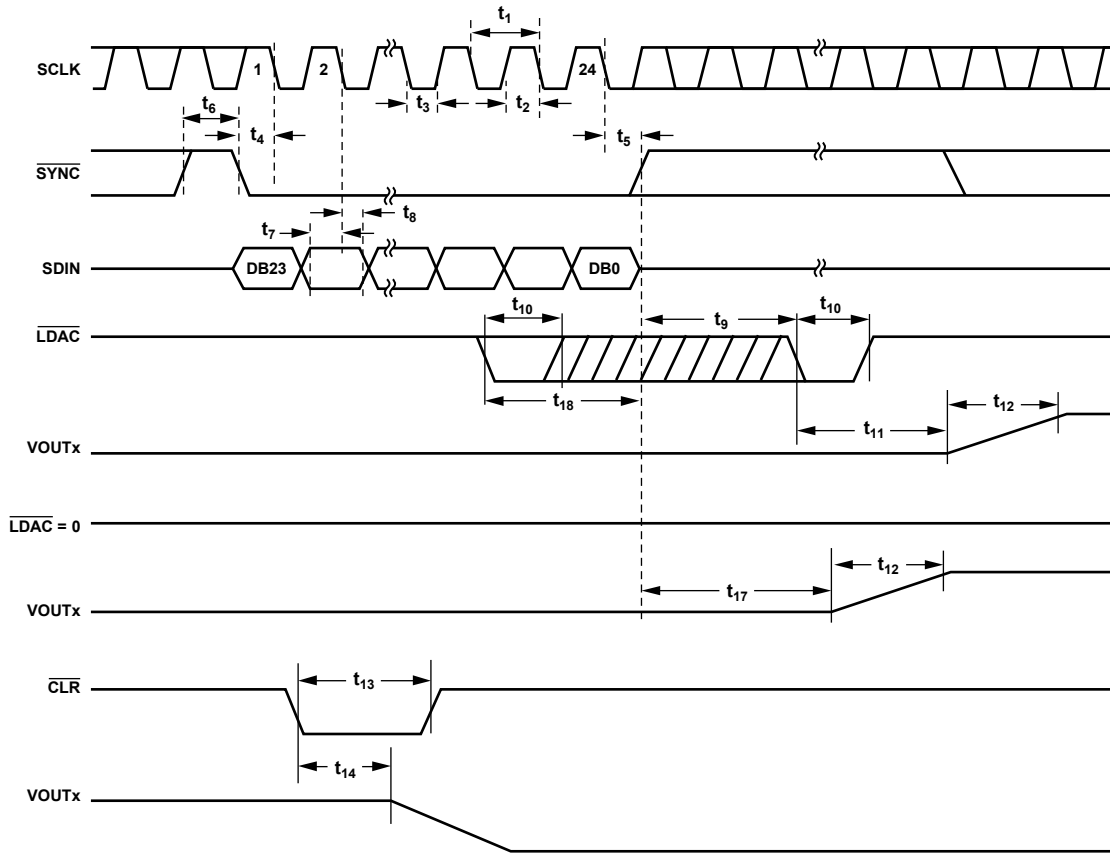 t1
SCLK 1 2 24
t3 t2
t6
t4 t5
SYNC
t8
t7
SDIN DB23 DB0
t10 t9 t10
LDAC
t18
t12
t11
VOUTx
LDAC = 0
t12
t17
VOUTx
t13
CLR
t14
VOUTx